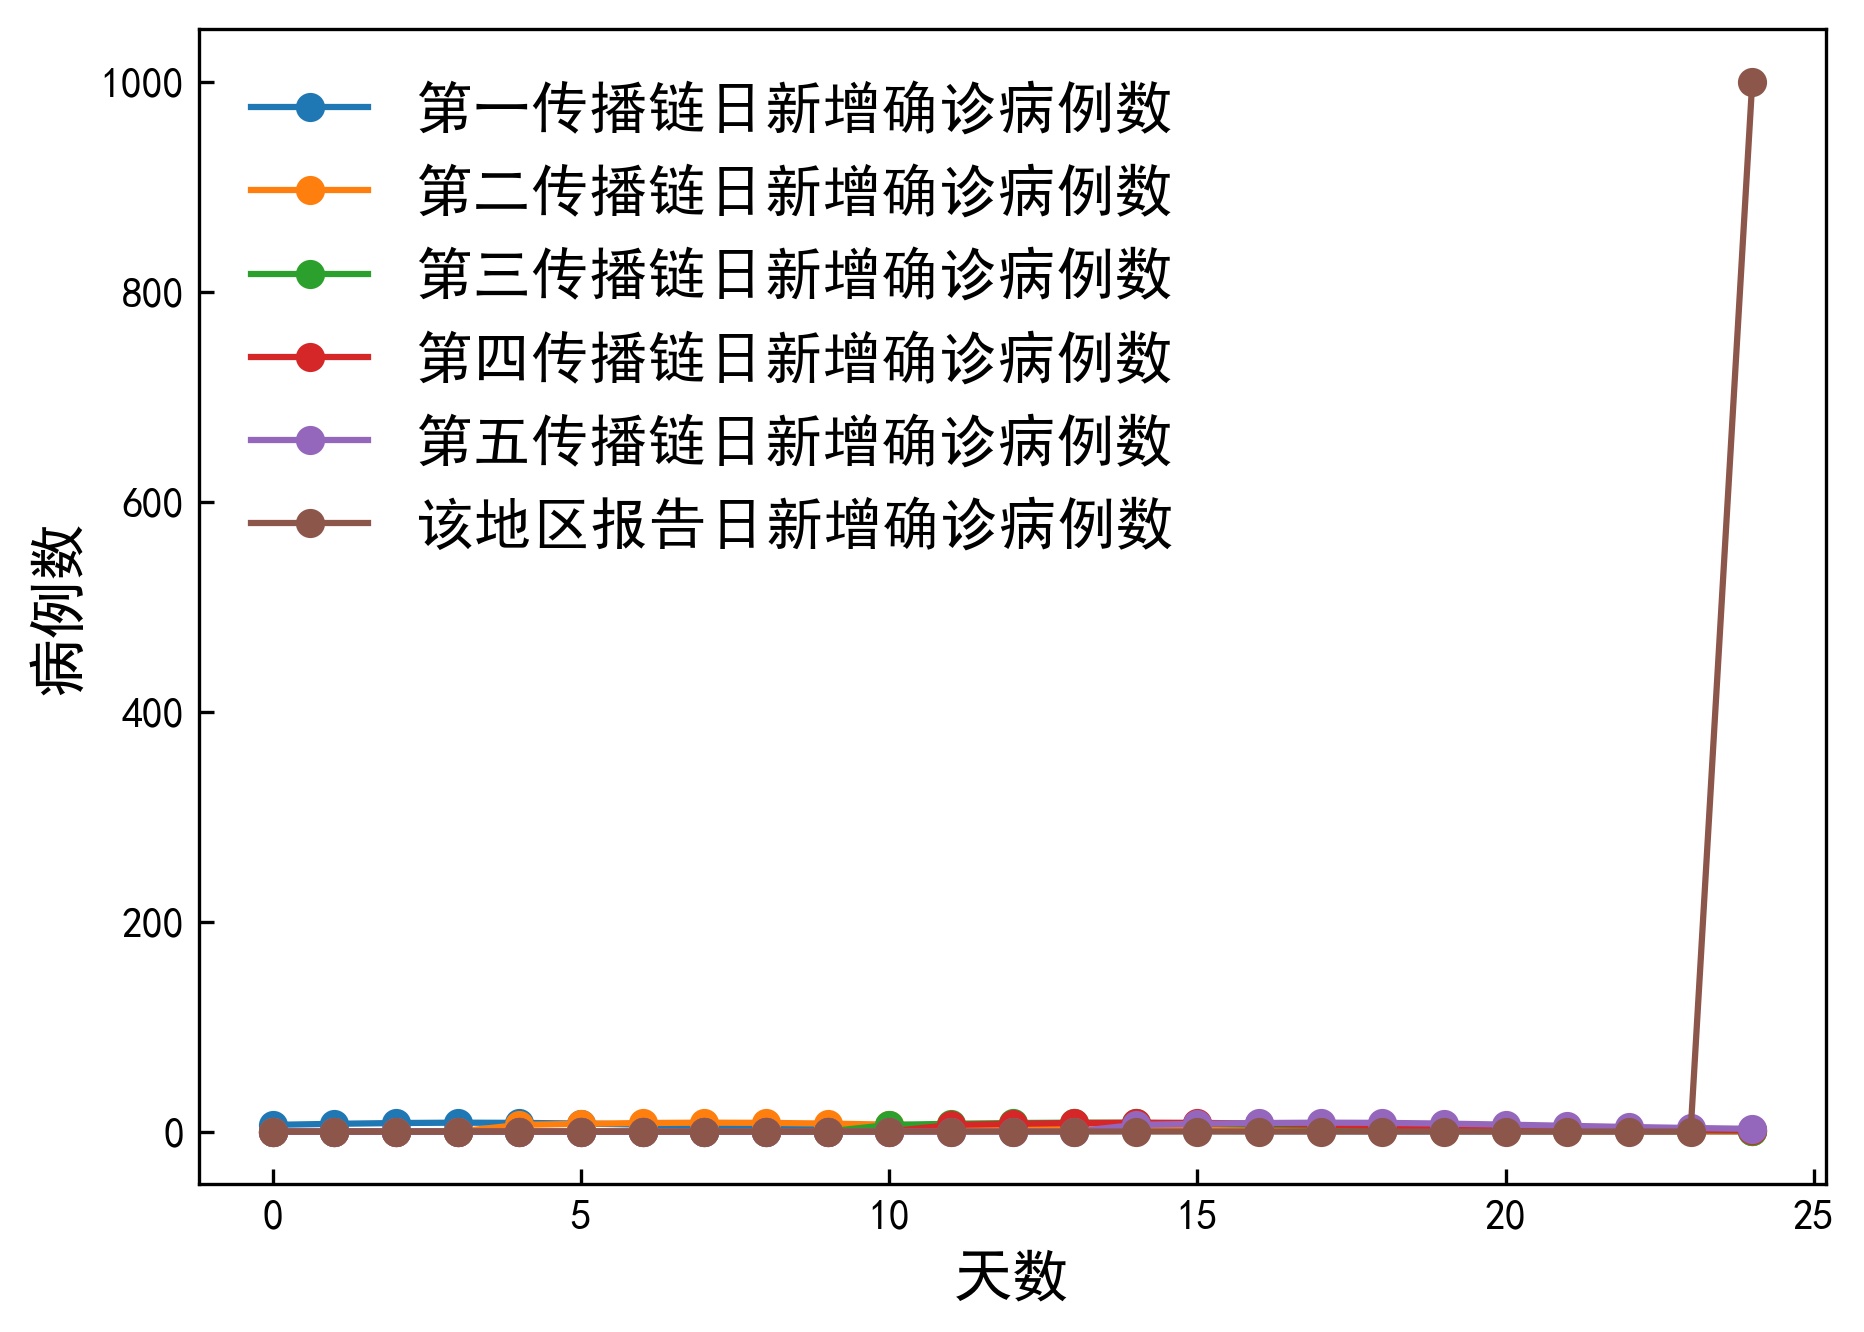 1000
800
600
400
200
0
病例数
第一传播链日新增确诊病例数
第二传播链日新增确诊病例数
第三传播链日新增确诊病例数
第四传播链日新增确诊病例数
第五传播链日新增确诊病例数
该地区报告日新增确诊病例数
0 5 10 15 20 25
天数